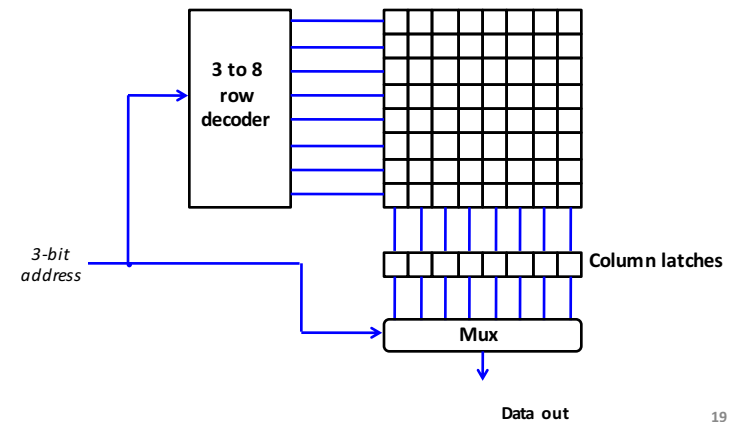 3 to 8
row
decoder
3-bit
address
Column latches
Mux
Data out
19